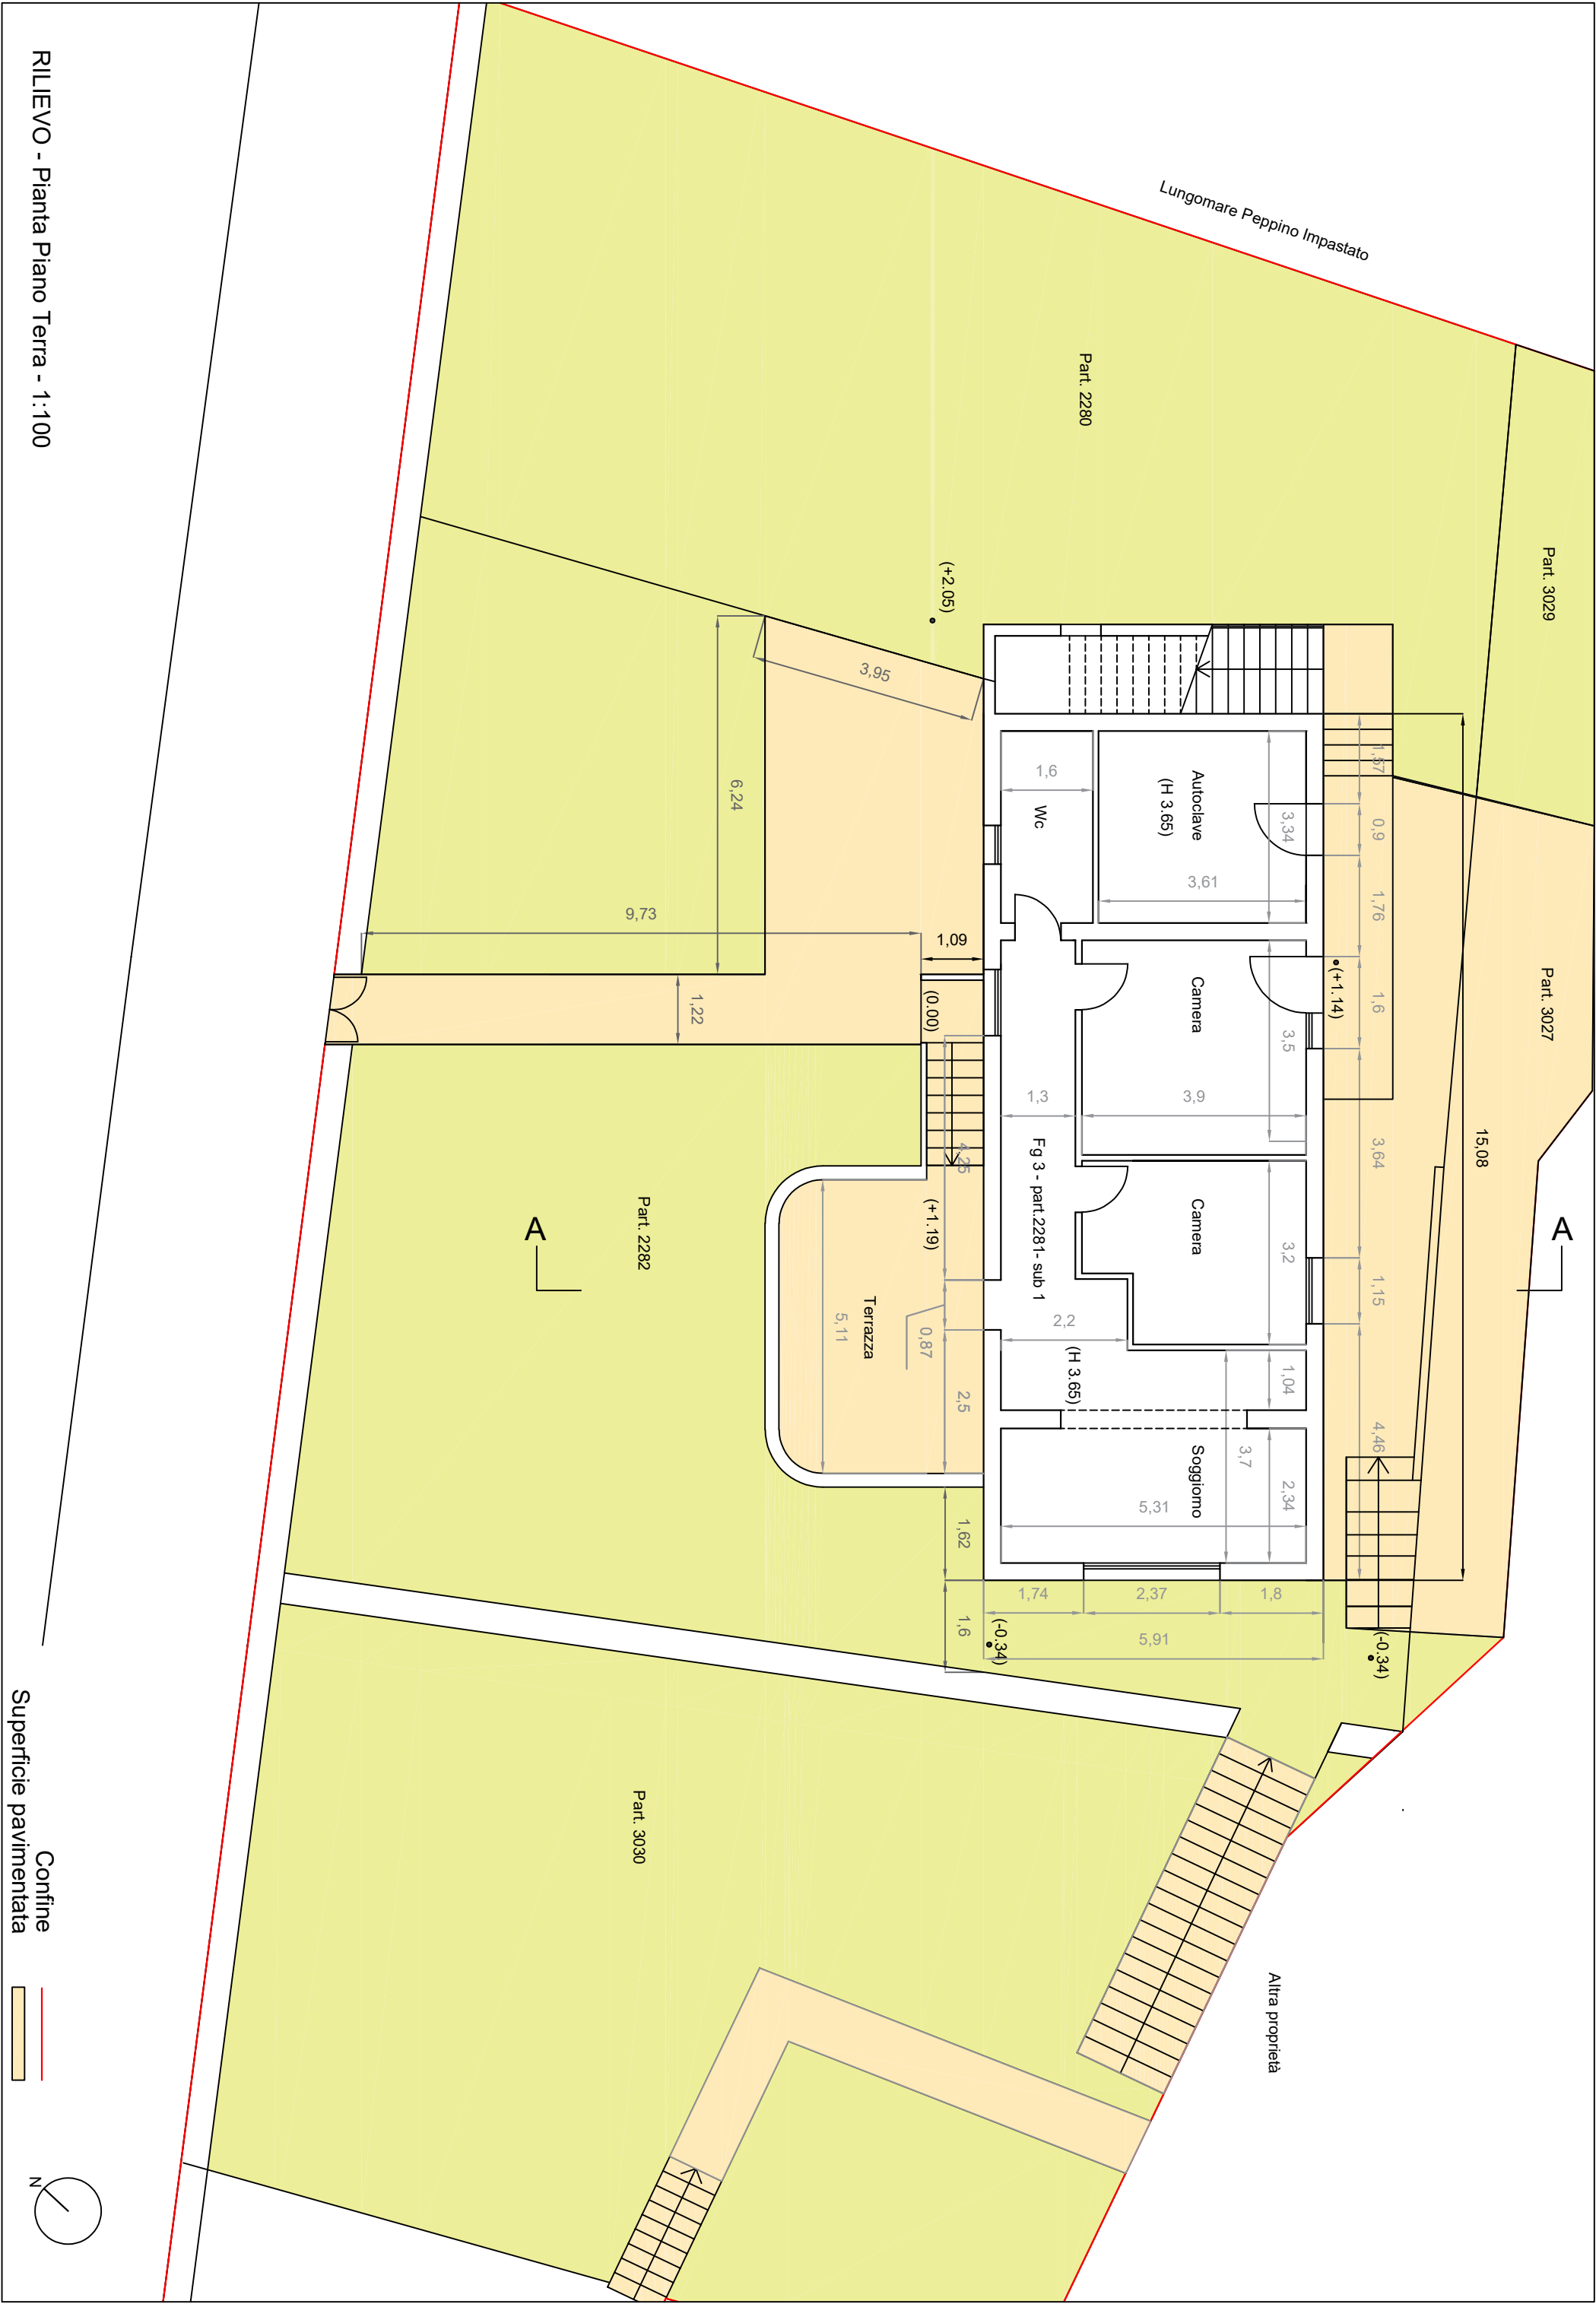 RILIEVO - Pianta Piano Terra - 1:100
Lungomare Peppino Impastato
Part. 2280
Part. 3029
Part. 3027
(+2.05)
3,95
6,24
9,73
1,09
1,22
(0.00)
1,6
Wc
Autoclave
(H 3.65)
3,34
3,61
1,57
0,9
1,76
1,6
3,64
1,15
4,46
15,08
(+1.14)
Camera
3,5
3,9
1,3
Fg 3 - part.2281- sub 1
Camera
3,2
2,2
(H 3.65)
1,04
3,7
2,34
Soggiorno
5,31
4,25
(+1.19)
0,87
2,5
Terrazza
5,11
1,62
1,6
1,74
2,37
1,8
5,91
(-0.34)
(-0.34)
A
A
Part. 2282
Part. 3030
Altra proprietà
Confine
Superficie pavimentata
N